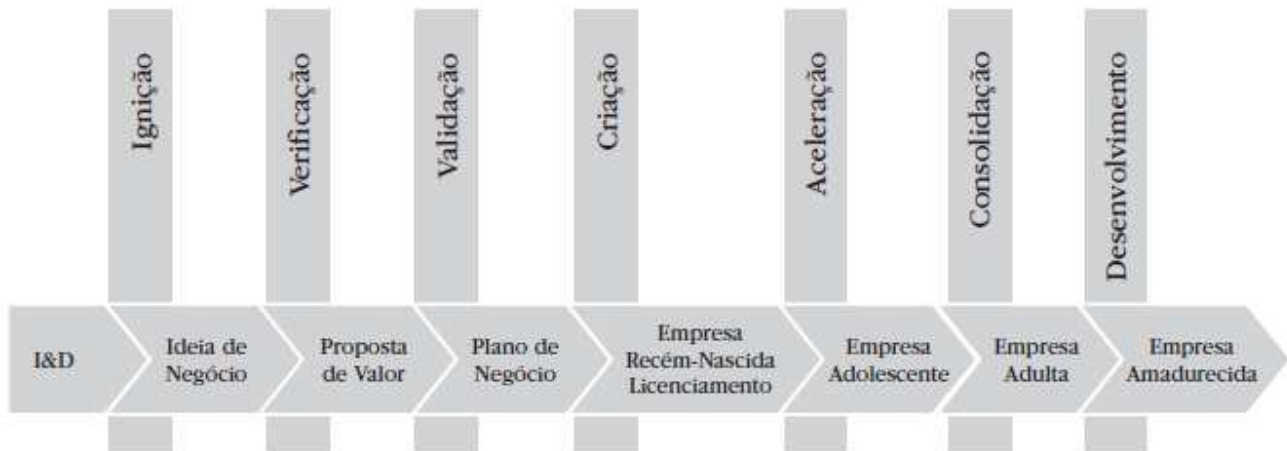 Ignição
Verificação
Validação
Criação
Aceleração
Consolidação
Desenvolvimento
I&D
Ideia de
Negócio
Proposta
de Valor
Plano de
Negócio
Empresa
Recém-Nascida
Licenciamento
Empresa
Adolescente
Empresa
Adulta
Empresa
Amadurecida